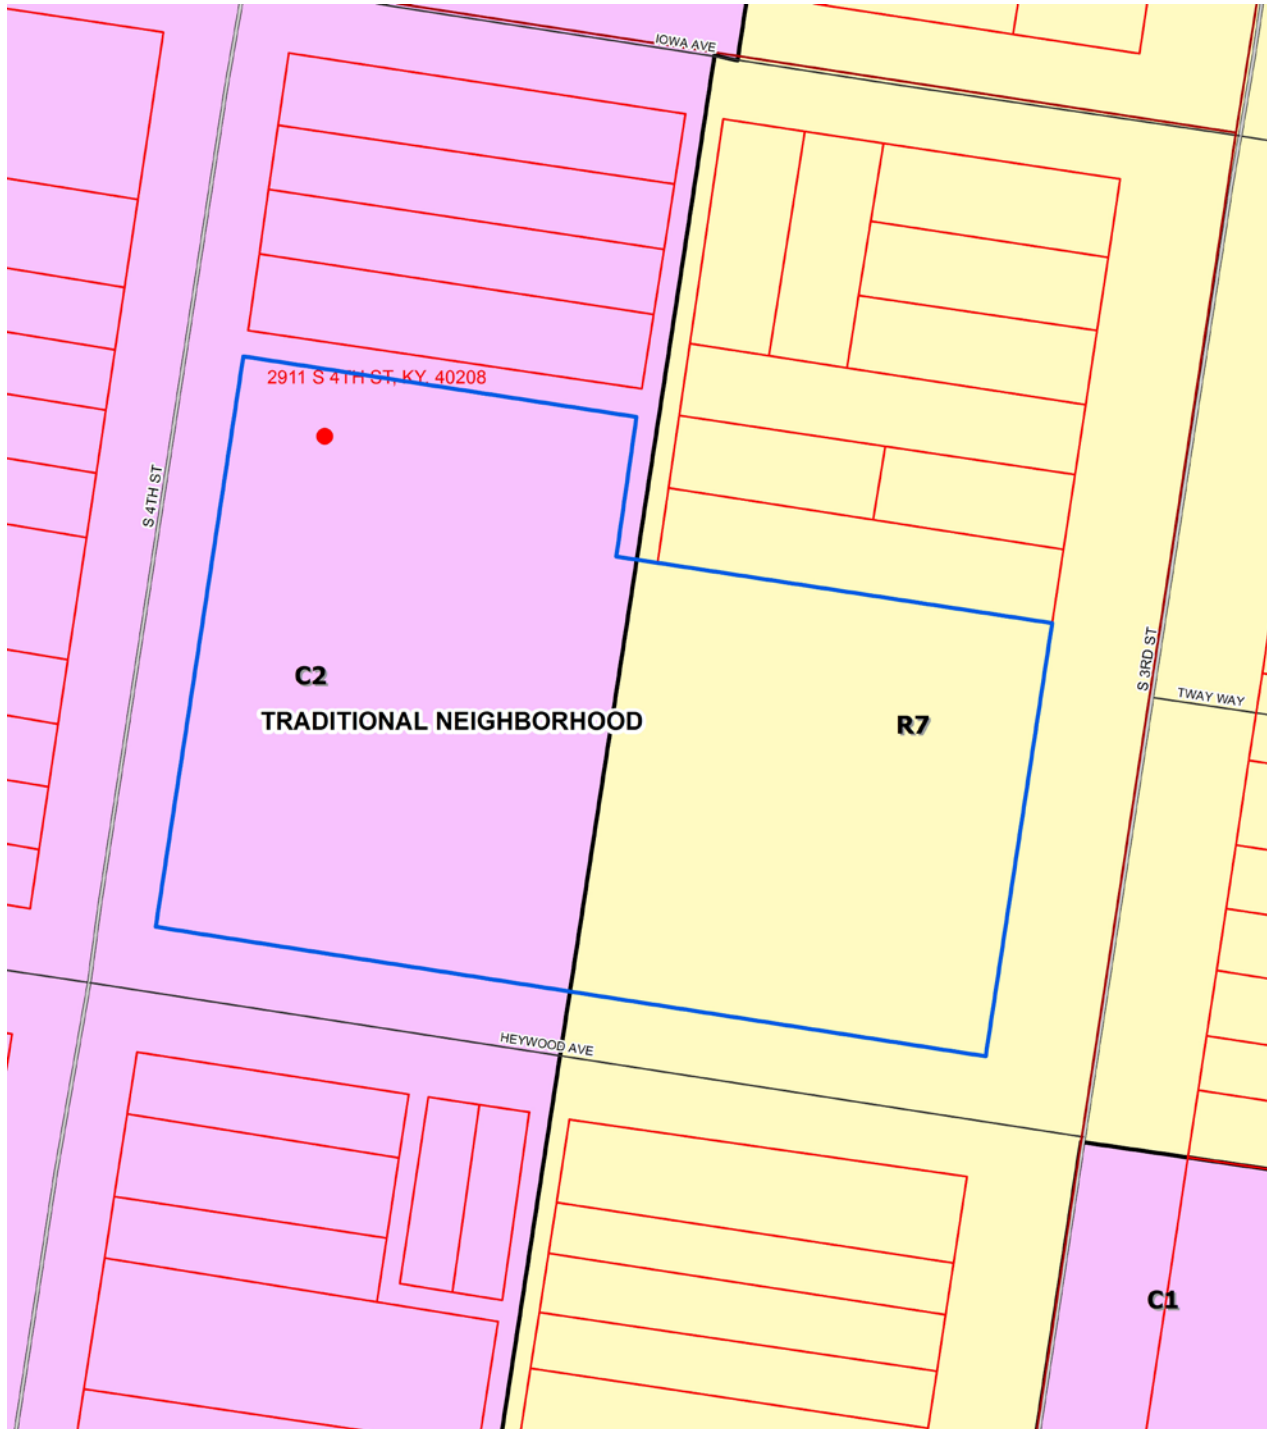 IOWA AVE
2911 S 4TH ST, KY, 40208
S 4TH ST
S 3RD ST
C2
TRADITIONAL NEIGHBORHOOD
R7
TWAY WAY
HEYWOOD AVE
C1